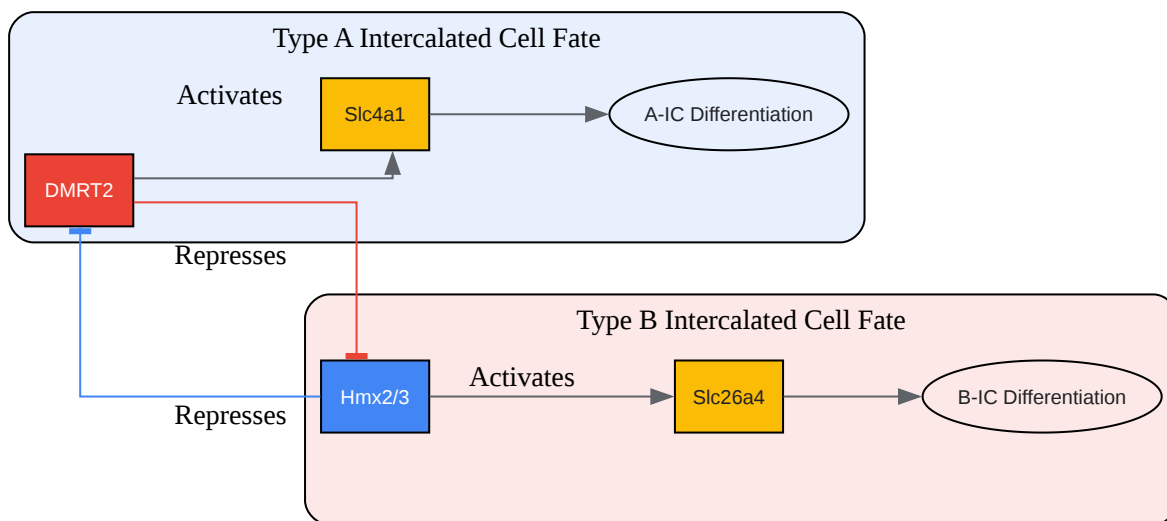 Type A Intercalated Cell Fate
Activates
Slc4a1
A-IC Differentiation
DMRT2
Represses
Type B Intercalated Cell Fate
Hmx2/3
Activates
Slc26a4
B-IC Differentiation
Represses